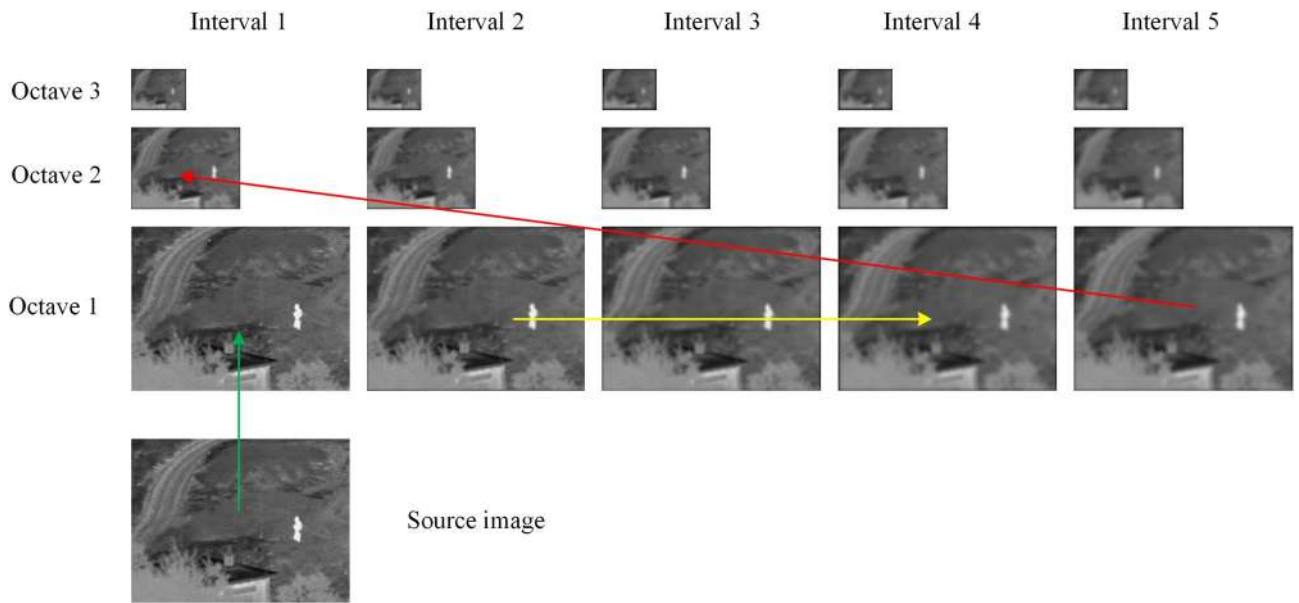 Interval 1 Interval 2 Interval 3 Interval 4 Interval 5
Octave 3
Octave 2
Octave 1
Source image